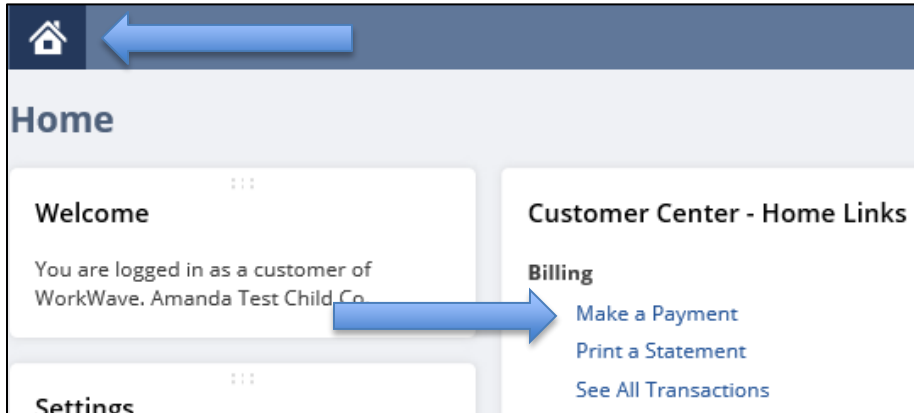 Home
Welcome
You are logged in as a customer of
WorkWave. Amanda Test Child Co.
Settings
Customer Center - Home Links
Billing
Make a Payment
Print a Statement
See All Transactions